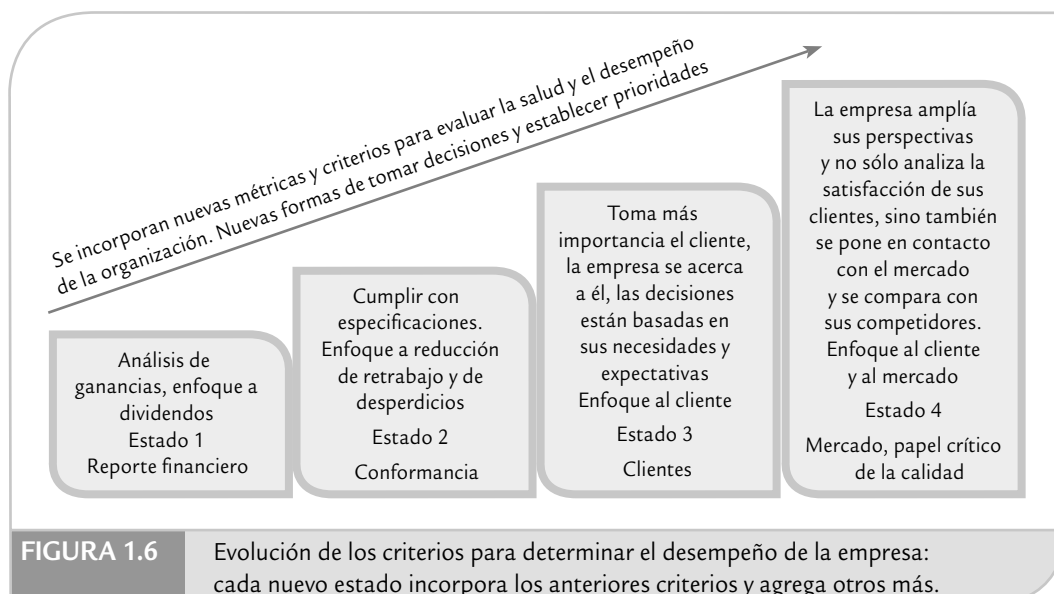 Se incorporan nuevas métricas y criterios para evaluar la salud y el desempeño
de la organización. Nuevas formas de tomar decisiones y establecer prioridades
Análisis de
ganancias, enfoque a
dividendos
Estado 1
Reporte financiero
Cumplir con
especificaciones.
Enfoque a reducción
de retrabajo y de
desperdicios
Estado 2
Conformancia
Toma más
importancia el cliente,
la empresa se acerca
a él, las decisiones
están basadas en
sus necesidades y
expectativas
Enfoque al cliente
Estado 3
Clientes
La empresa amplía
sus perspectivas
y no sólo analiza la
satisfacción de sus
clientes, sino también
se pone en contacto
con el mercado
y se compara con
sus competidores.
Enfoque al cliente
y al mercado
Estado 4
Mercado, papel crítico
de la calidad
FIGURA 1.6
Evolución de los criterios para determinar el desempeño de la empresa:
cada nuevo estado incorpora los anteriores criterios y agrega otros más.